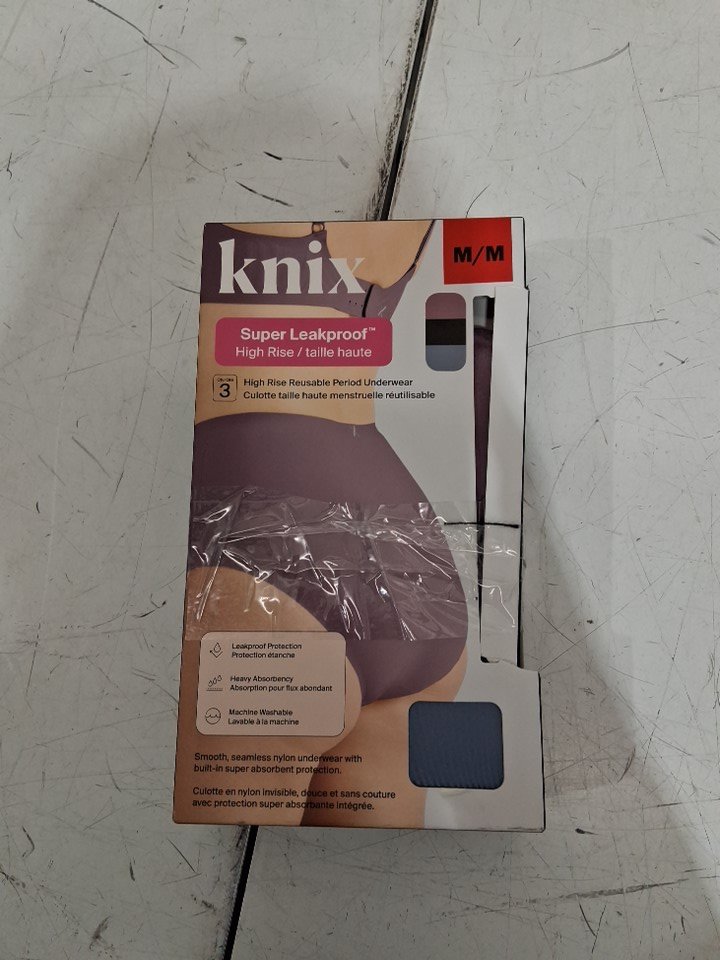 knix
M/M
Super Leakproof™
High Rise / taille haute
3
High Rise Reusable Period Underwear
Culotte taille haute menstruelle réutilisable
Leakproof Protection
Protection étanche
Heavy Absorbency
Absorption pour flux abondant
Machine Washable
Lavable à la machine
Smooth, seamless nylon underwear with
built-in super absorbent protection.
Culotte en nylon invisible, douce et sans couture
avec protection super absorbante intégrée.